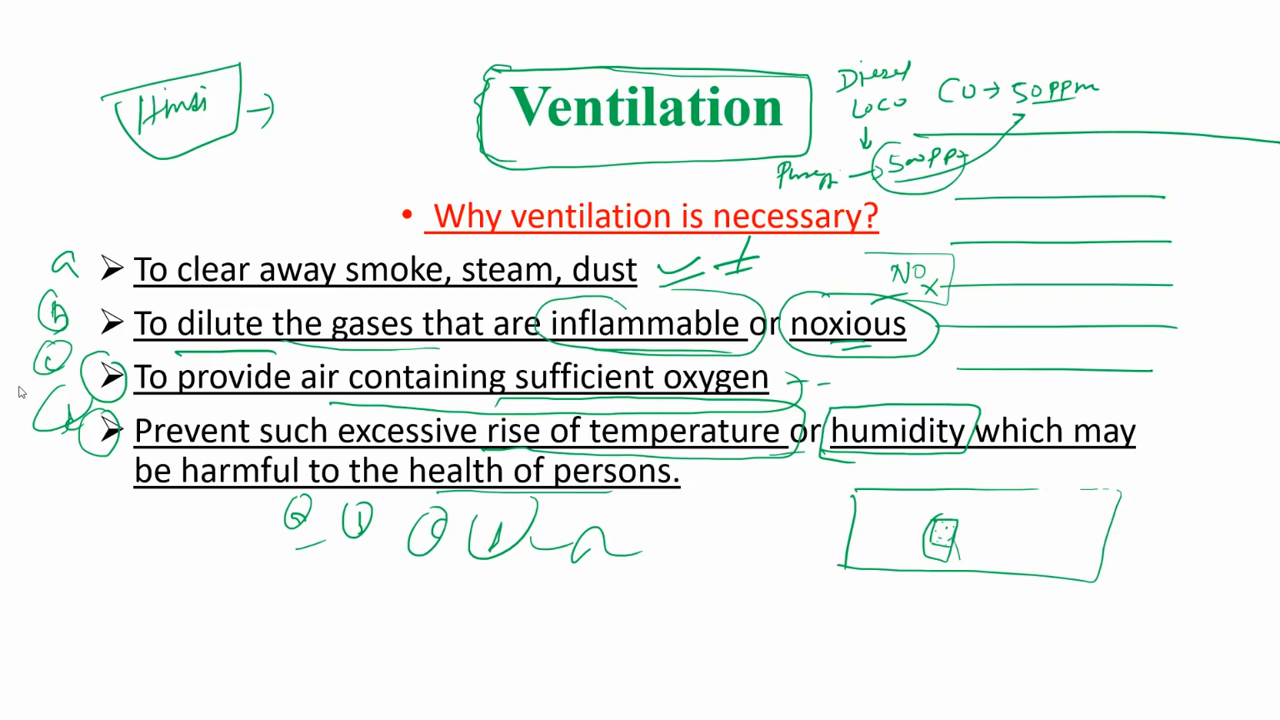 Hindi →
Ventilation
Diesel
Loco
CO → 50PPm
• Why ventilation is necessary?
a ➢ To clear away smoke, steam, dust
NOx
b ➢ To dilute the gases that are inflammable or noxious
c ➢ To provide air containing sufficient oxygen
d ➢ Prevent such excessive rise of temperature or humidity which may
be harmful to the health of persons.